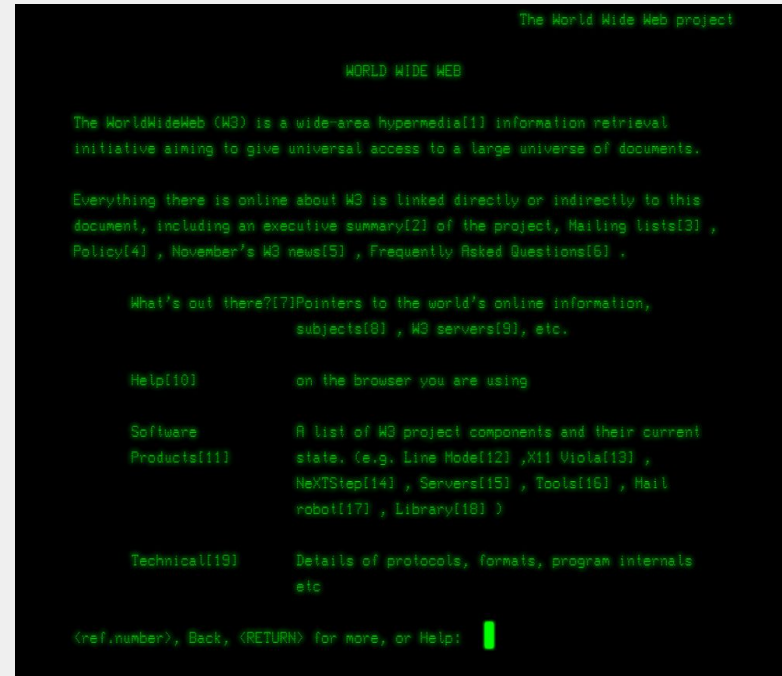 The World Wide Web project
WORLD WIDE WEB
The WorldWideWeb (W3) is a wide-area hypermedia[1] information retrieval
initiative aiming to give universal access to a large universe of documents.
Everything there is online about W3 is linked directly or indirectly to this
document, including an executive summary[2] of the project, Mailing lists[3] ,
Policy[4] , November's W3 news[5] , Frequently Asked Questions[6] .
What's out there?[7]Pointers to the world's online information,
subjects[8] , W3 servers[9], etc.
Help[10] on the browser you are using
Software A list of W3 project components and their current
Products[11] state. (e.g. Line Mode[12] ,X11 Viola[13] ,
NeXTStep[14] , Servers[15] , Tools[16] , Mail
robot[17] , Library[18] )
Technical[19] Details of protocols, formats, program internals
etc
<ref.number>, Back, <RETURN> for more, or Help: